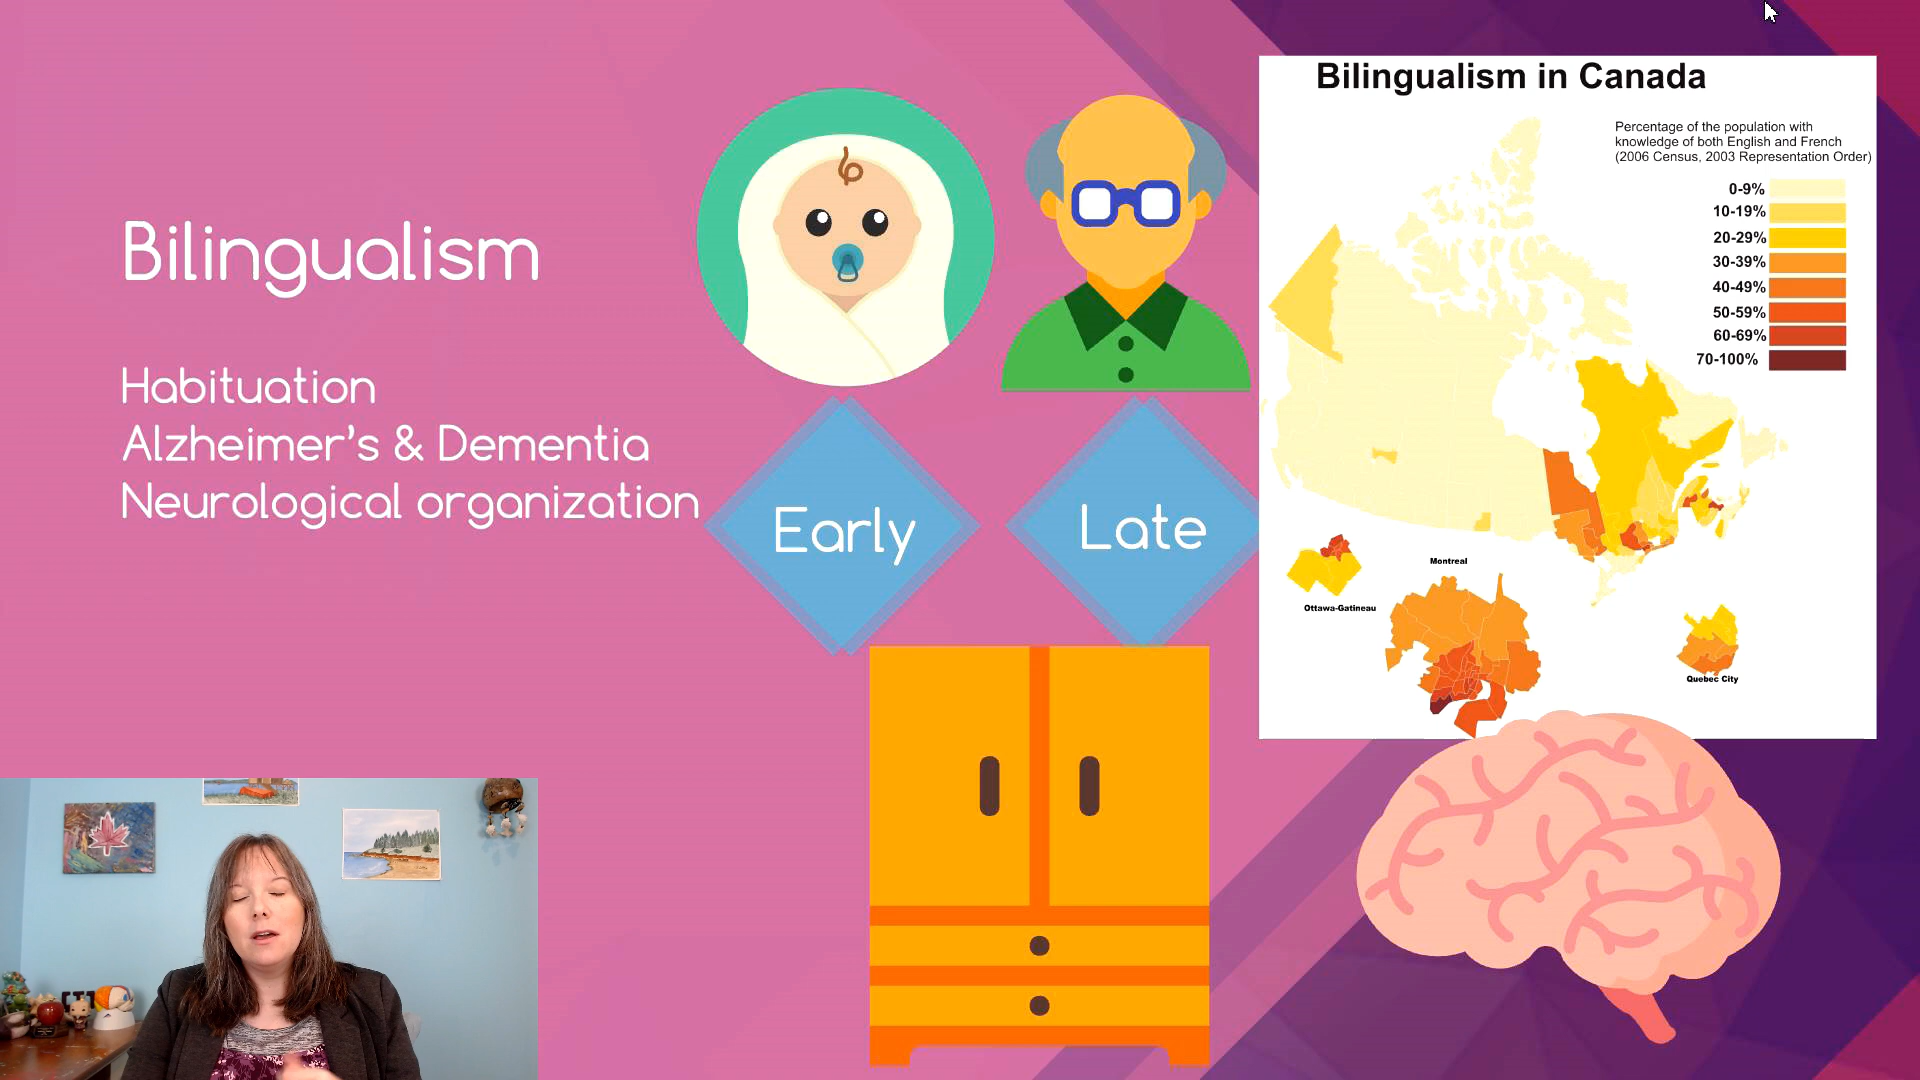 Bilingualism
Habituation
Alzheimer's & Dementia
Neurological organization
Early
Late
Bilingualism in Canada
Percentage of the population with
knowledge of both English and French
(2006 Census, 2003 Representation Order)
0-9%
10-19%
20-29%
30-39%
40-49%
50-59%
60-69%
70-100%
Montreal
Ottawa-Gatineau
Quebec City